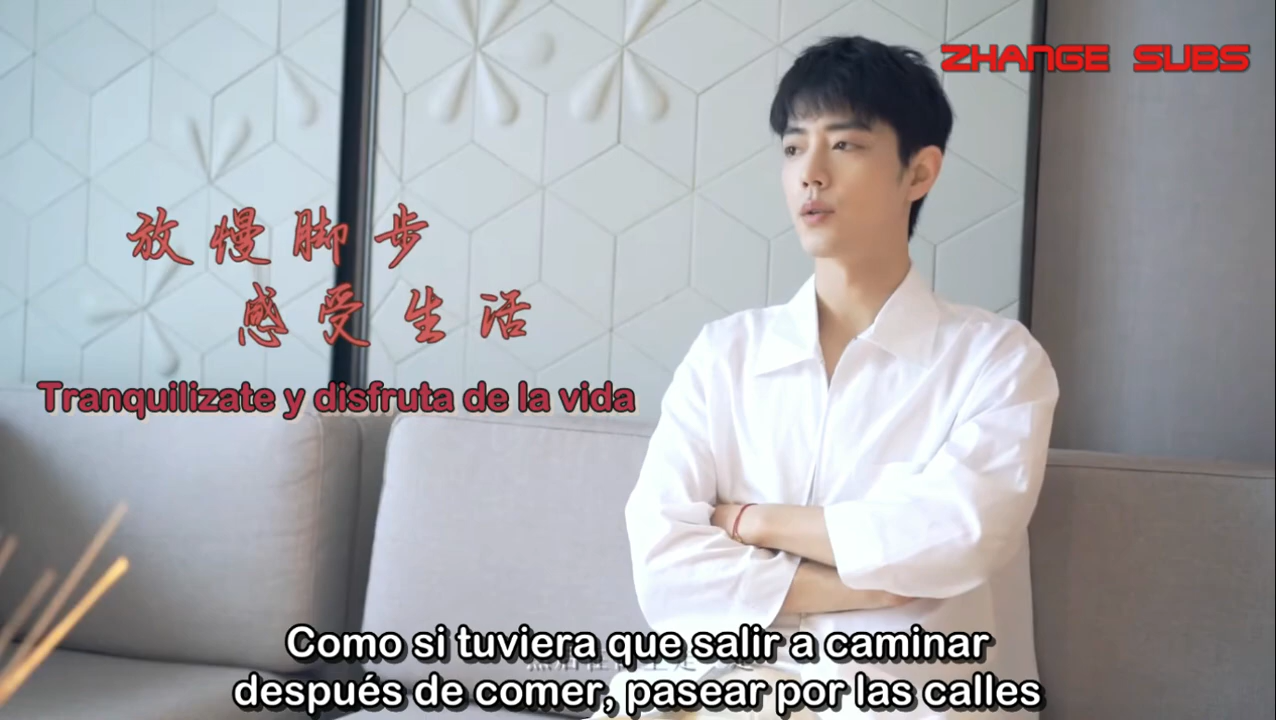 ZHANGE SUBS
放慢脚步
感受生活
Tranquilizate y disfruta de la vida
Como si tuviera que salir a caminar
después de comer, pasear por las calles